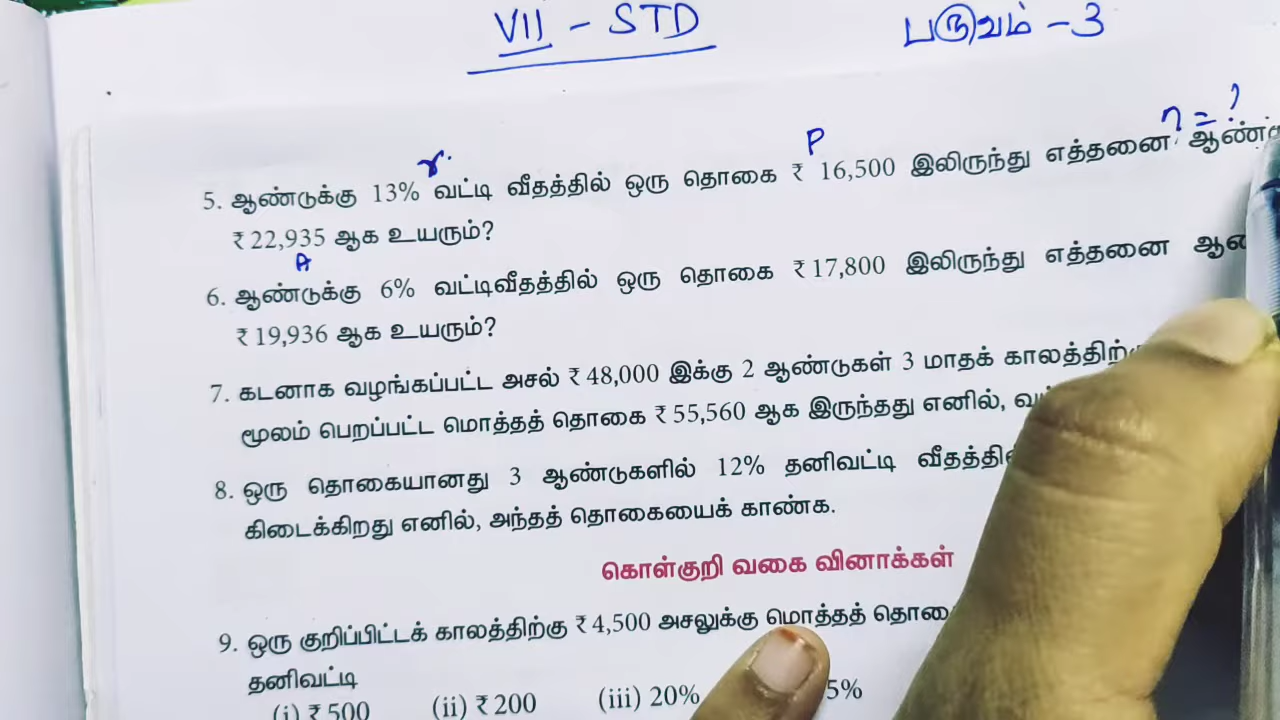 VII - STD பருவம் - 3
r P n = ?
5. ஆண்டுக்கு 13% வட்டி வீதத்தில் ஒரு தொகை ₹ 16,500 இலிருந்து எத்தனை
₹ 22,935 ஆக உயரும்?
A
6. ஆண்டுக்கு 6% வட்டிவீதத்தில் ஒரு தொகை ₹ 17,800 இலிருந்து எத்தனை
₹ 19,936 ஆக உயரும்?
7. கடனாக வழங்கப்பட்ட அசல் ₹ 48,000 இக்கு 2 ஆண்டுகள் 3 மாதக்
மூலம் பெறப்பட்ட மொத்தத் தொகை ₹ 55,560 ஆக இருந்தது எனில்,
8. ஒரு தொகையானது 3 ஆண்டுகளில் 12% தனிவட்டி
கிடைக்கிறது எனில், அந்தத் தொகையைக் காண்க.
கொள்குறி வகை வினாக்கள்
9. ஒரு குறிப்பிட்டக் காலத்திற்கு ₹ 4,500 அசலுக்கு மொத்தத்
தனிவட்டி
(i) ₹ 500 (ii) ₹ 200 (iii) 20% 5%